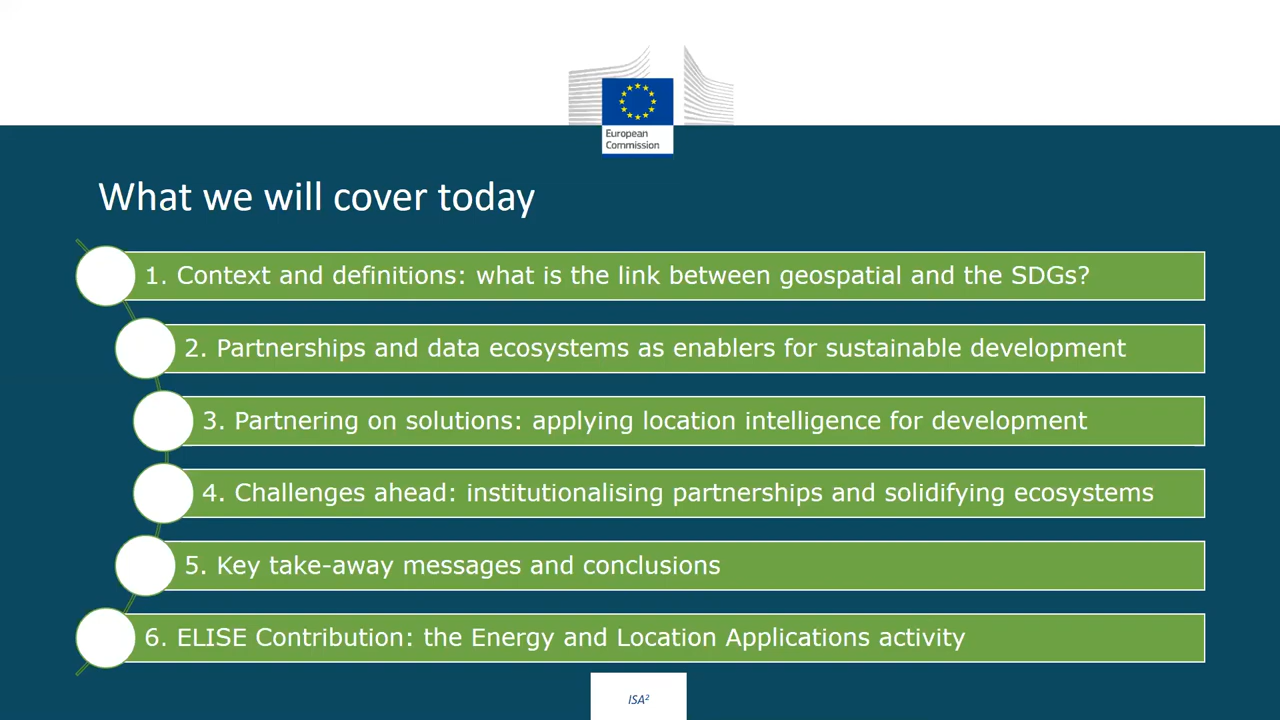 European
Commission
What we will cover today
1. Context and definitions: what is the link between geospatial and the SDGs?
2. Partnerships and data ecosystems as enablers for sustainable development
3. Partnering on solutions: applying location intelligence for development
4. Challenges ahead: institutionalising partnerships and solidifying ecosystems
5. Key take-away messages and conclusions
6. ELISE Contribution: the Energy and Location Applications activity
ISA²